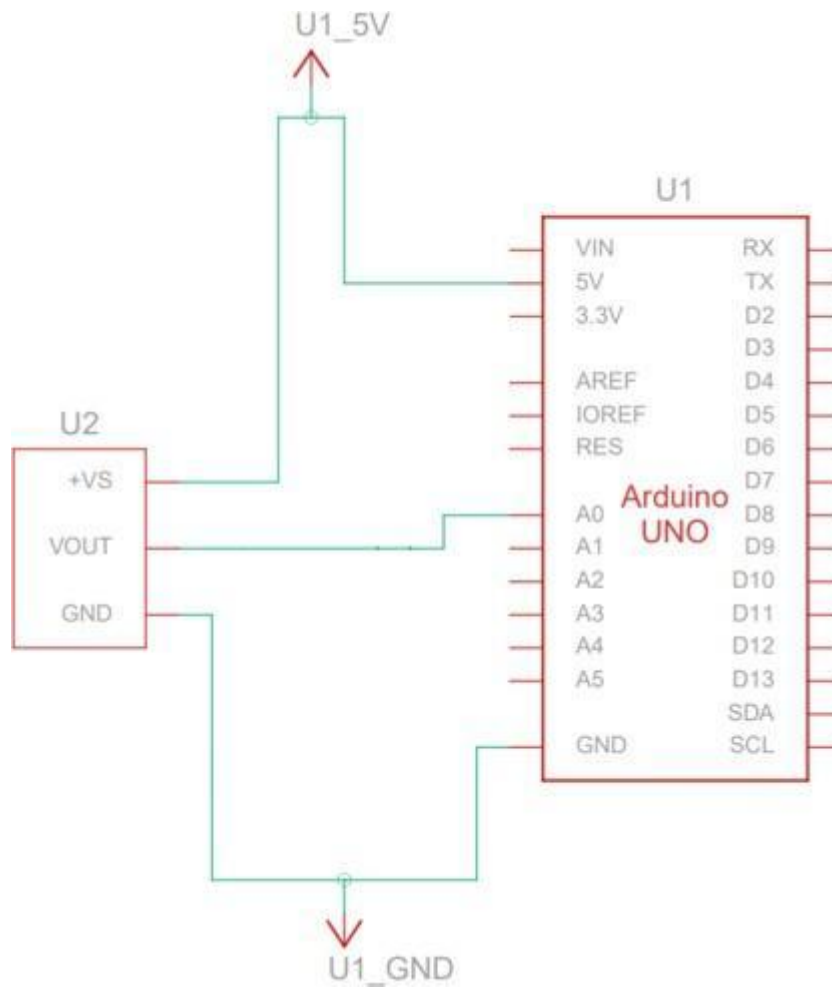 U1_5V
U1
VIN RX
5V TX
3.3V D2
D3
AREF D4
IOREF D5
RES D6
D7
U2
+VS
VOUT
GND
Arduino
UNO
A0 D8
A1 D9
A2 D10
A3 D11
A4 D12
A5 D13
SDA
GND SCL
U1_GND